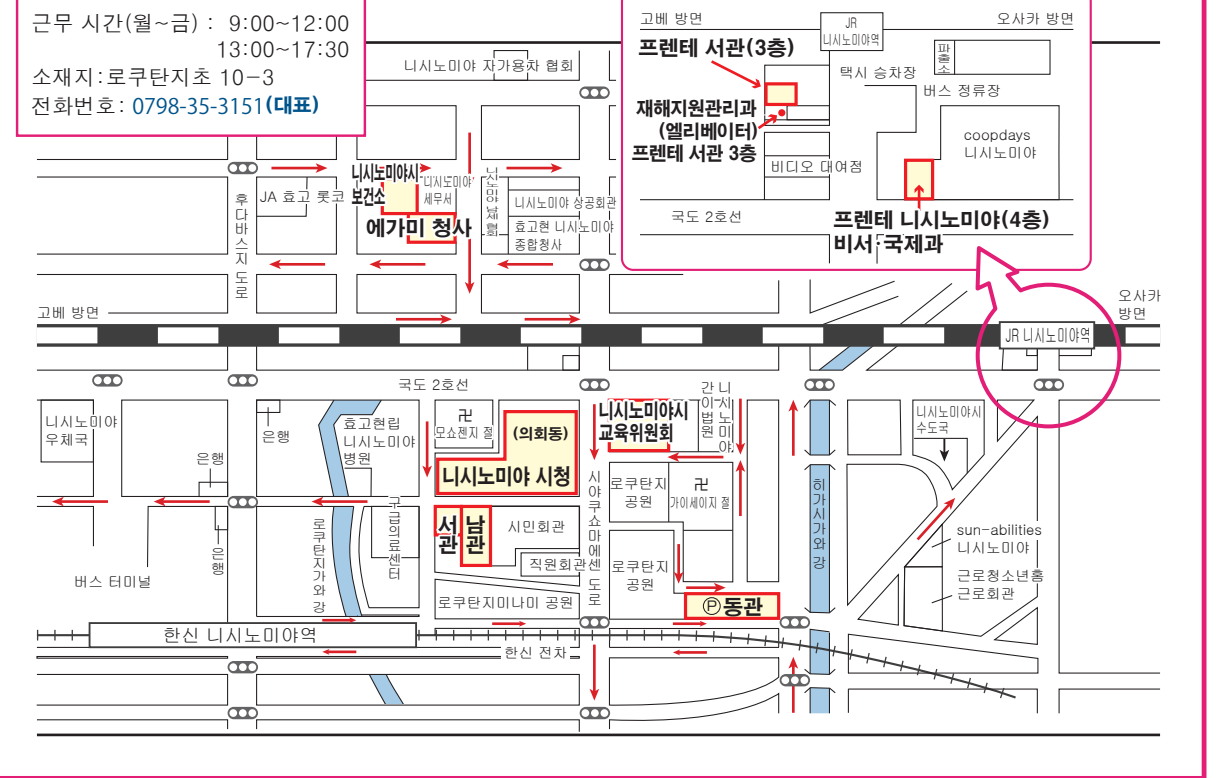 근무 시간(월~금) : 9:00~12:00
13:00~17:30
소재지:로쿠탄지초 10-3
전화번호: 0798-35-3151(대표)
고베 방면
JR
니시노미야역
오사카 방면
프렌테 서관(3층)
파출소
택시 승차장
버스 정류장
재해지원관리과
(엘리베이터)
프렌테 서관 3층
coopdays
니시노미야
비디오 대여점
국도 2호선
프렌테 니시노미야(4층)
비서·국제과
니시노미야 자가용차 협회
후다바스지 도로
JA 효고 롯코
니시노미야시
보건소
니시노미야
세무서
에가미 청사
니시노미야 상공회관
효고현 니시노미야
종합청사
고베 방면
오사카
방면
JR 니시노미야역
국도 2호선
니시노미야
우체국
은행
은행
은행
효고현립
니시노미야
병원
卍
모쇼젠지 절
(의회동)
니시노미야 시청
니시노미야시
교육위원회
니시노미야
간이법원
니시노미야시
수도국
로쿠탄지
공원
卍
가이세이지 절
시야쿠쇼마에센 도로
히가시가와 강
구급의료센터
로쿠탄지가와 강
서관
남관
시민회관
직원회관
로쿠탄지
공원
sun-abilities
니시노미야
근로청소년홈
근로회관
버스 터미널
로쿠탄지미나미 공원
Ⓟ동관
한신 니시노미야역
한신 전차